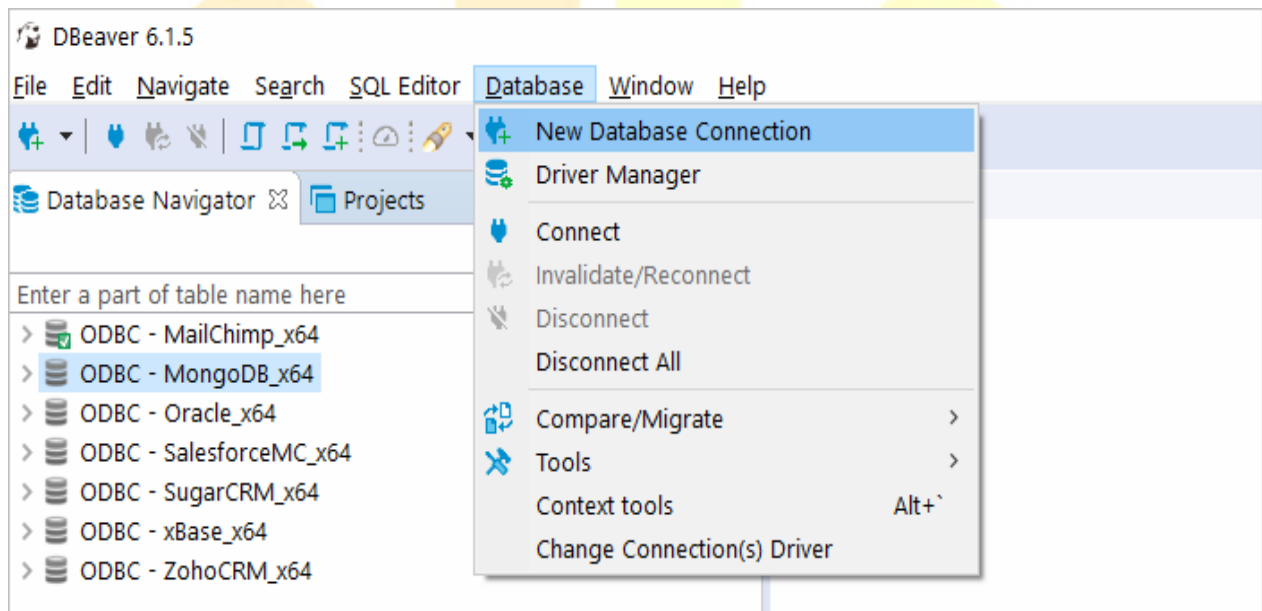 DBeaver 6.1.5
File Edit Navigate Search SQL Editor Database Window Help
New Database Connection
Driver Manager
Database Navigator Projects
Connect
Invalidate/Reconnect
Enter a part of table name here
Disconnect
ODBC - MailChimp_x64
Disconnect All
ODBC - MongoDB_x64
ODBC - Oracle_x64
Compare/Migrate
ODBC - SalesforceMC_x64
Tools
ODBC - SugarCRM_x64
Context tools Alt+`
ODBC - xBase_x64
Change Connection(s) Driver
ODBC - ZohoCRM_x64